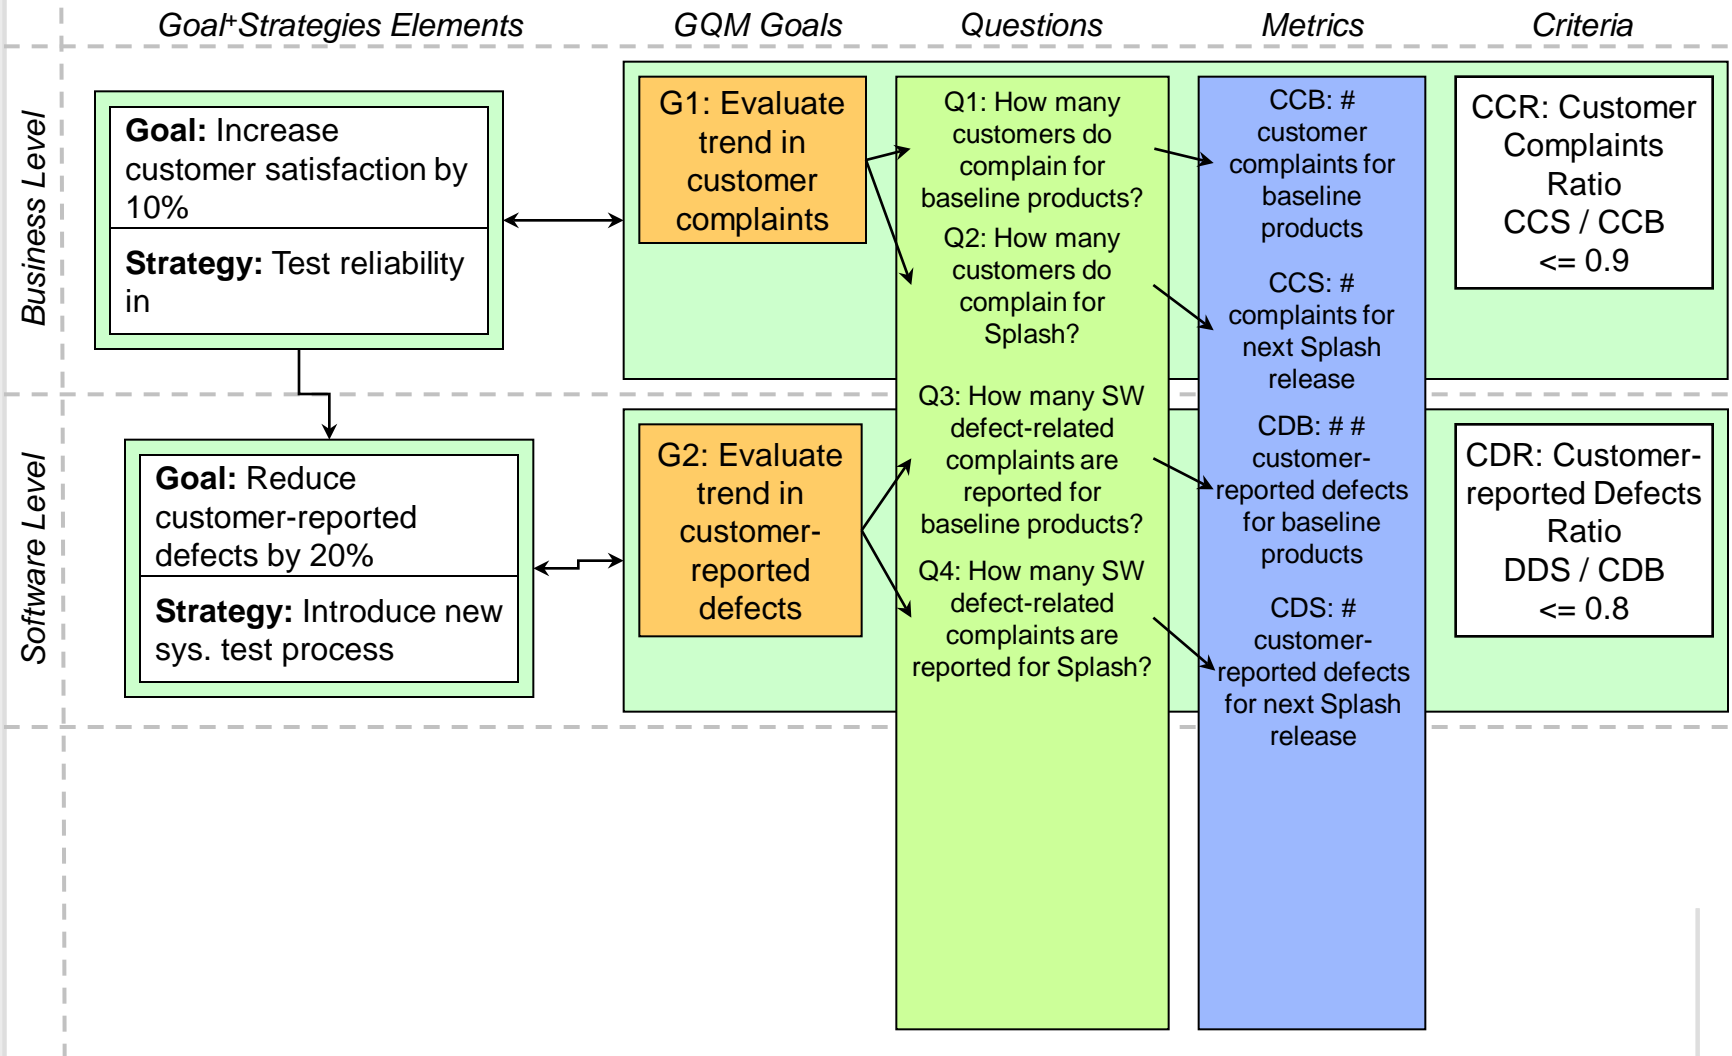 Goal+Strategies Elements
GQM Goals
Questions
Metrics
Criteria
Business Level
Goal: Increase
customer satisfaction by
10%
Strategy: Test reliability
in
G1: Evaluate
trend in
customer
complaints
Q1: How many
customers do
complain for
baseline products?
Q2: How many
customers do
complain for
Splash?
CCB: #
customer
complaints for
baseline
products
CCS: #
complaints for
next Splash
release
CCR: Customer
Complaints
Ratio
CCS / CCB
<= 0.9
Software Level
Goal: Reduce
customer-reported
defects by 20%
Strategy: Introduce new
sys. test process
G2: Evaluate
trend in
customer-
reported
defects
Q3: How many SW
defect-related
complaints are
reported for
baseline products?
Q4: How many SW
defect-related
complaints are
reported for Splash?
CDB: # #
customer-
reported defects
for baseline
products
CDS: #
customer-
reported defects
for next Splash
release
CDR: Customer-
reported Defects
Ratio
DDS / CDB
<= 0.8